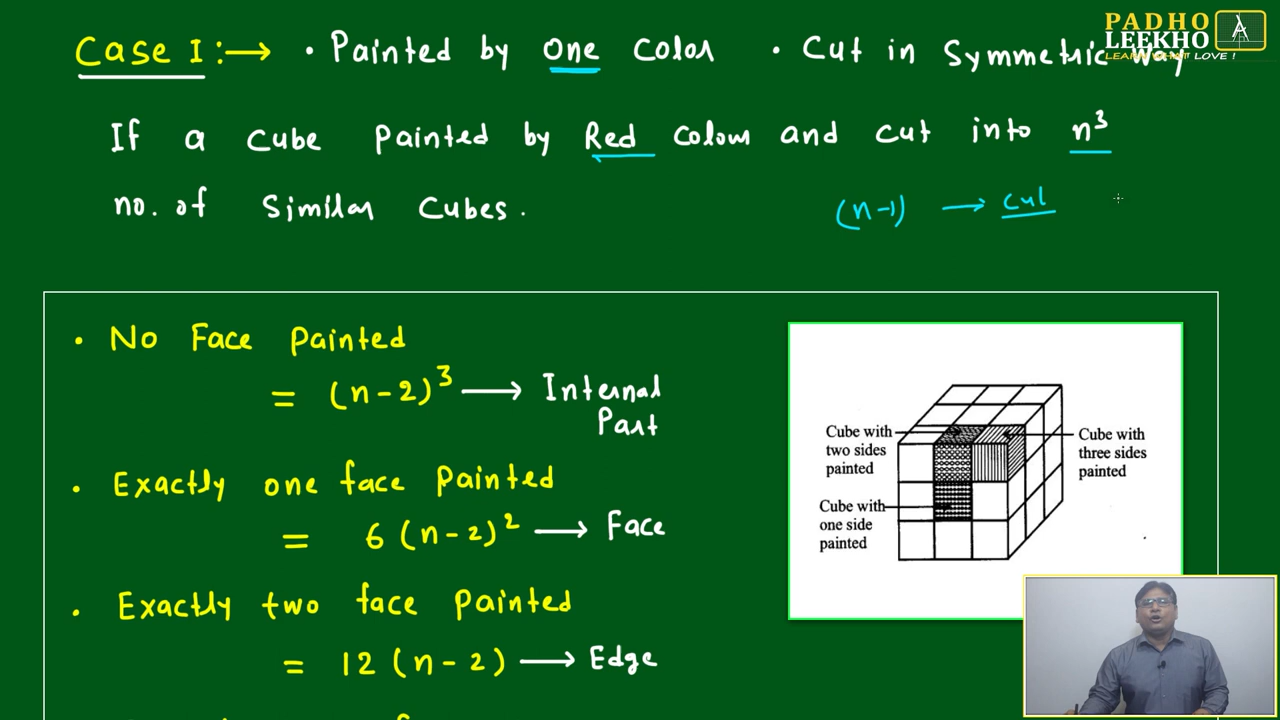 Case I :→ • Painted by one color • Cut in Symmetric way
PADHO
LEEKHO
If a cube painted by Red colour and cut into n³
no. of Similar Cubes.
(n-1) → cut
• No Face Painted
= (n-2)³ → Internal Part
• Exactly one face Painted
= 6 (n-2)² → Face
• Exactly two face painted
= 12 (n-2) → Edge
Cube with
two sides
painted
Cube with
three sides
painted
Cube with
one side
painted